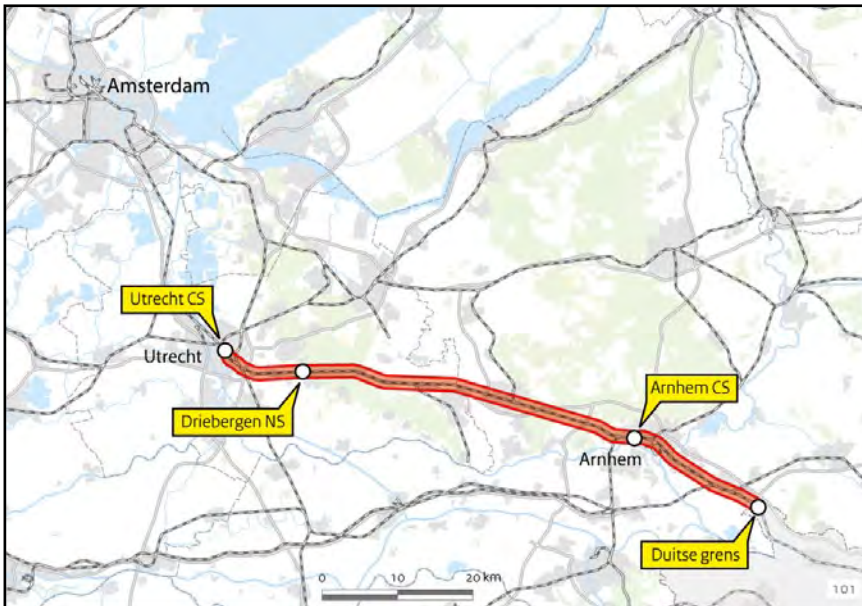 Amsterdam
Utrecht CS
Utrecht
Driebergen NS
Arnhem CS
Arnhem
Duitse grens
0 10 20 km
101